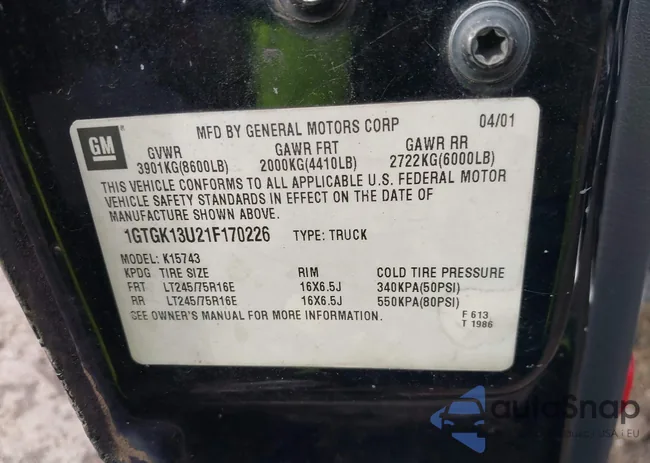 MFD BY GENERAL MOTORS CORP 04/01
GM
GVWR GAWR FRT GAWR RR
3901KG(8600LB) 2000KG(4410LB) 2722KG(6000LB)
THIS VEHICLE CONFORMS TO ALL APPLICABLE U.S. FEDERAL MOTOR
VEHICLE SAFETY STANDARDS IN EFFECT ON THE DATE OF
MANUFACTURE SHOWN ABOVE.
1GTGK13U21F170226 TYPE: TRUCK
MODEL: K15743
KPDG TIRE SIZE RIM COLD TIRE PRESSURE
FRT LT245/75R16E 16X6.5J 340KPA(50PSI)
RR LT245/75R16E 16X6.5J 550KPA(80PSI)
SEE OWNER'S MANUAL FOR MORE INFORMATION.
F 613
T 1986
autoSnap
USA i EU